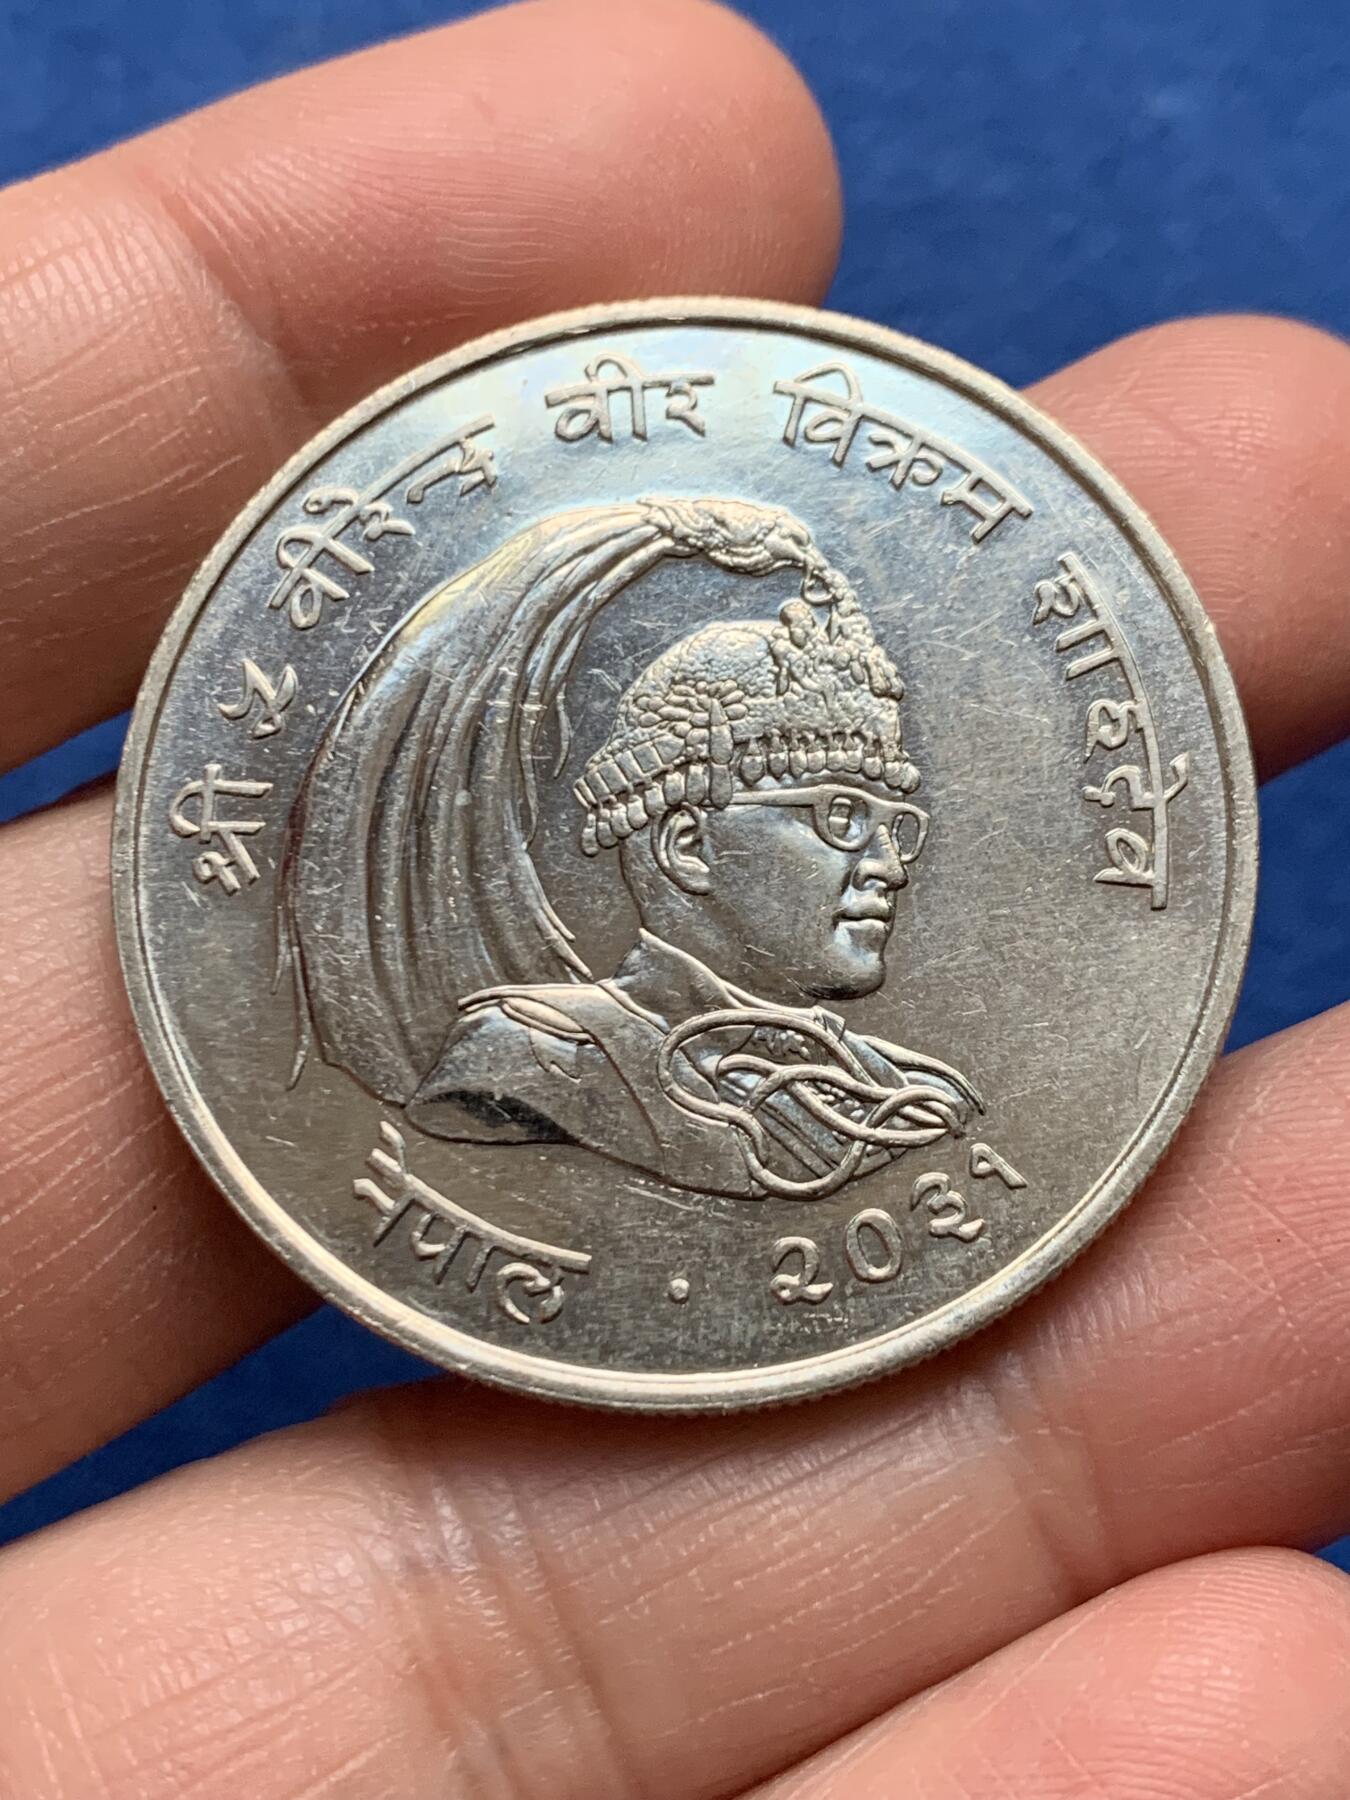 श्री ५ वीरेन्द्र वीर विक्रम शाहदेव
नेपाल · २०३१